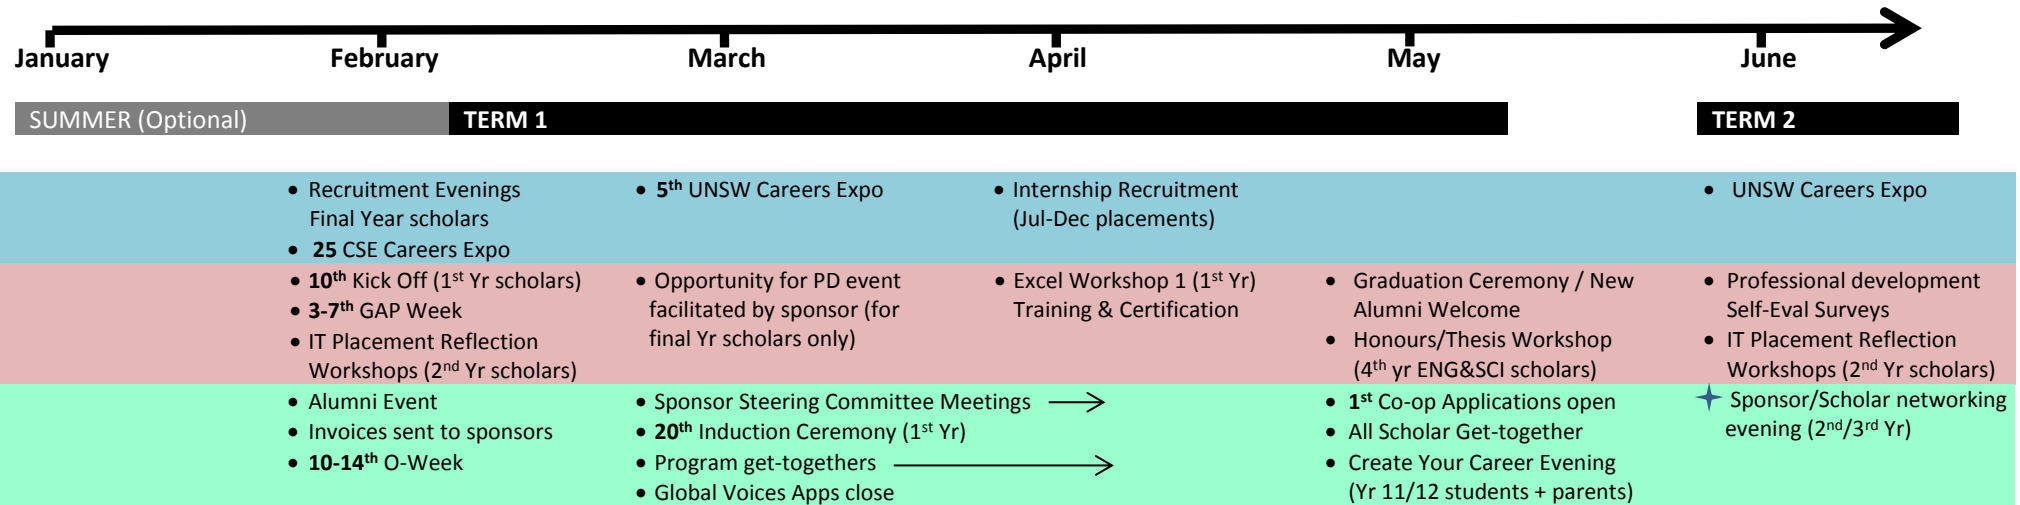 January February March April May June
SUMMER (Optional) TERM 1 TERM 2
• Recruitment Evenings
Final Year scholars
• 25 CSE Careers Expo
• 5th UNSW Careers Expo
• Internship Recruitment
(Jul-Dec placements)
• UNSW Careers Expo
• 10th Kick Off (1st Yr scholars)
• 3-7th GAP Week
• IT Placement Reflection
Workshops (2nd Yr scholars)
• Opportunity for PD event
facilitated by sponsor (for
final Yr scholars only)
• Excel Workshop 1 (1st Yr)
Training & Certification
• Graduation Ceremony / New
Alumni Welcome
• Honours/Thesis Workshop
(4th yr ENG&SCI scholars)
• Professional development
Self-Eval Surveys
• IT Placement Reflection
Workshops (2nd Yr scholars)
• Alumni Event
• Invoices sent to sponsors
• 10-14th O-Week
• Sponsor Steering Committee Meetings
• 20th Induction Ceremony (1st Yr)
• Program get-togethers
• Global Voices Apps close
• 1st Co-op Applications open
• All Scholar Get-together
• Create Your Career Evening
(Yr 11/12 students + parents)
Sponsor/Scholar networking
evening (2nd/3rd Yr)